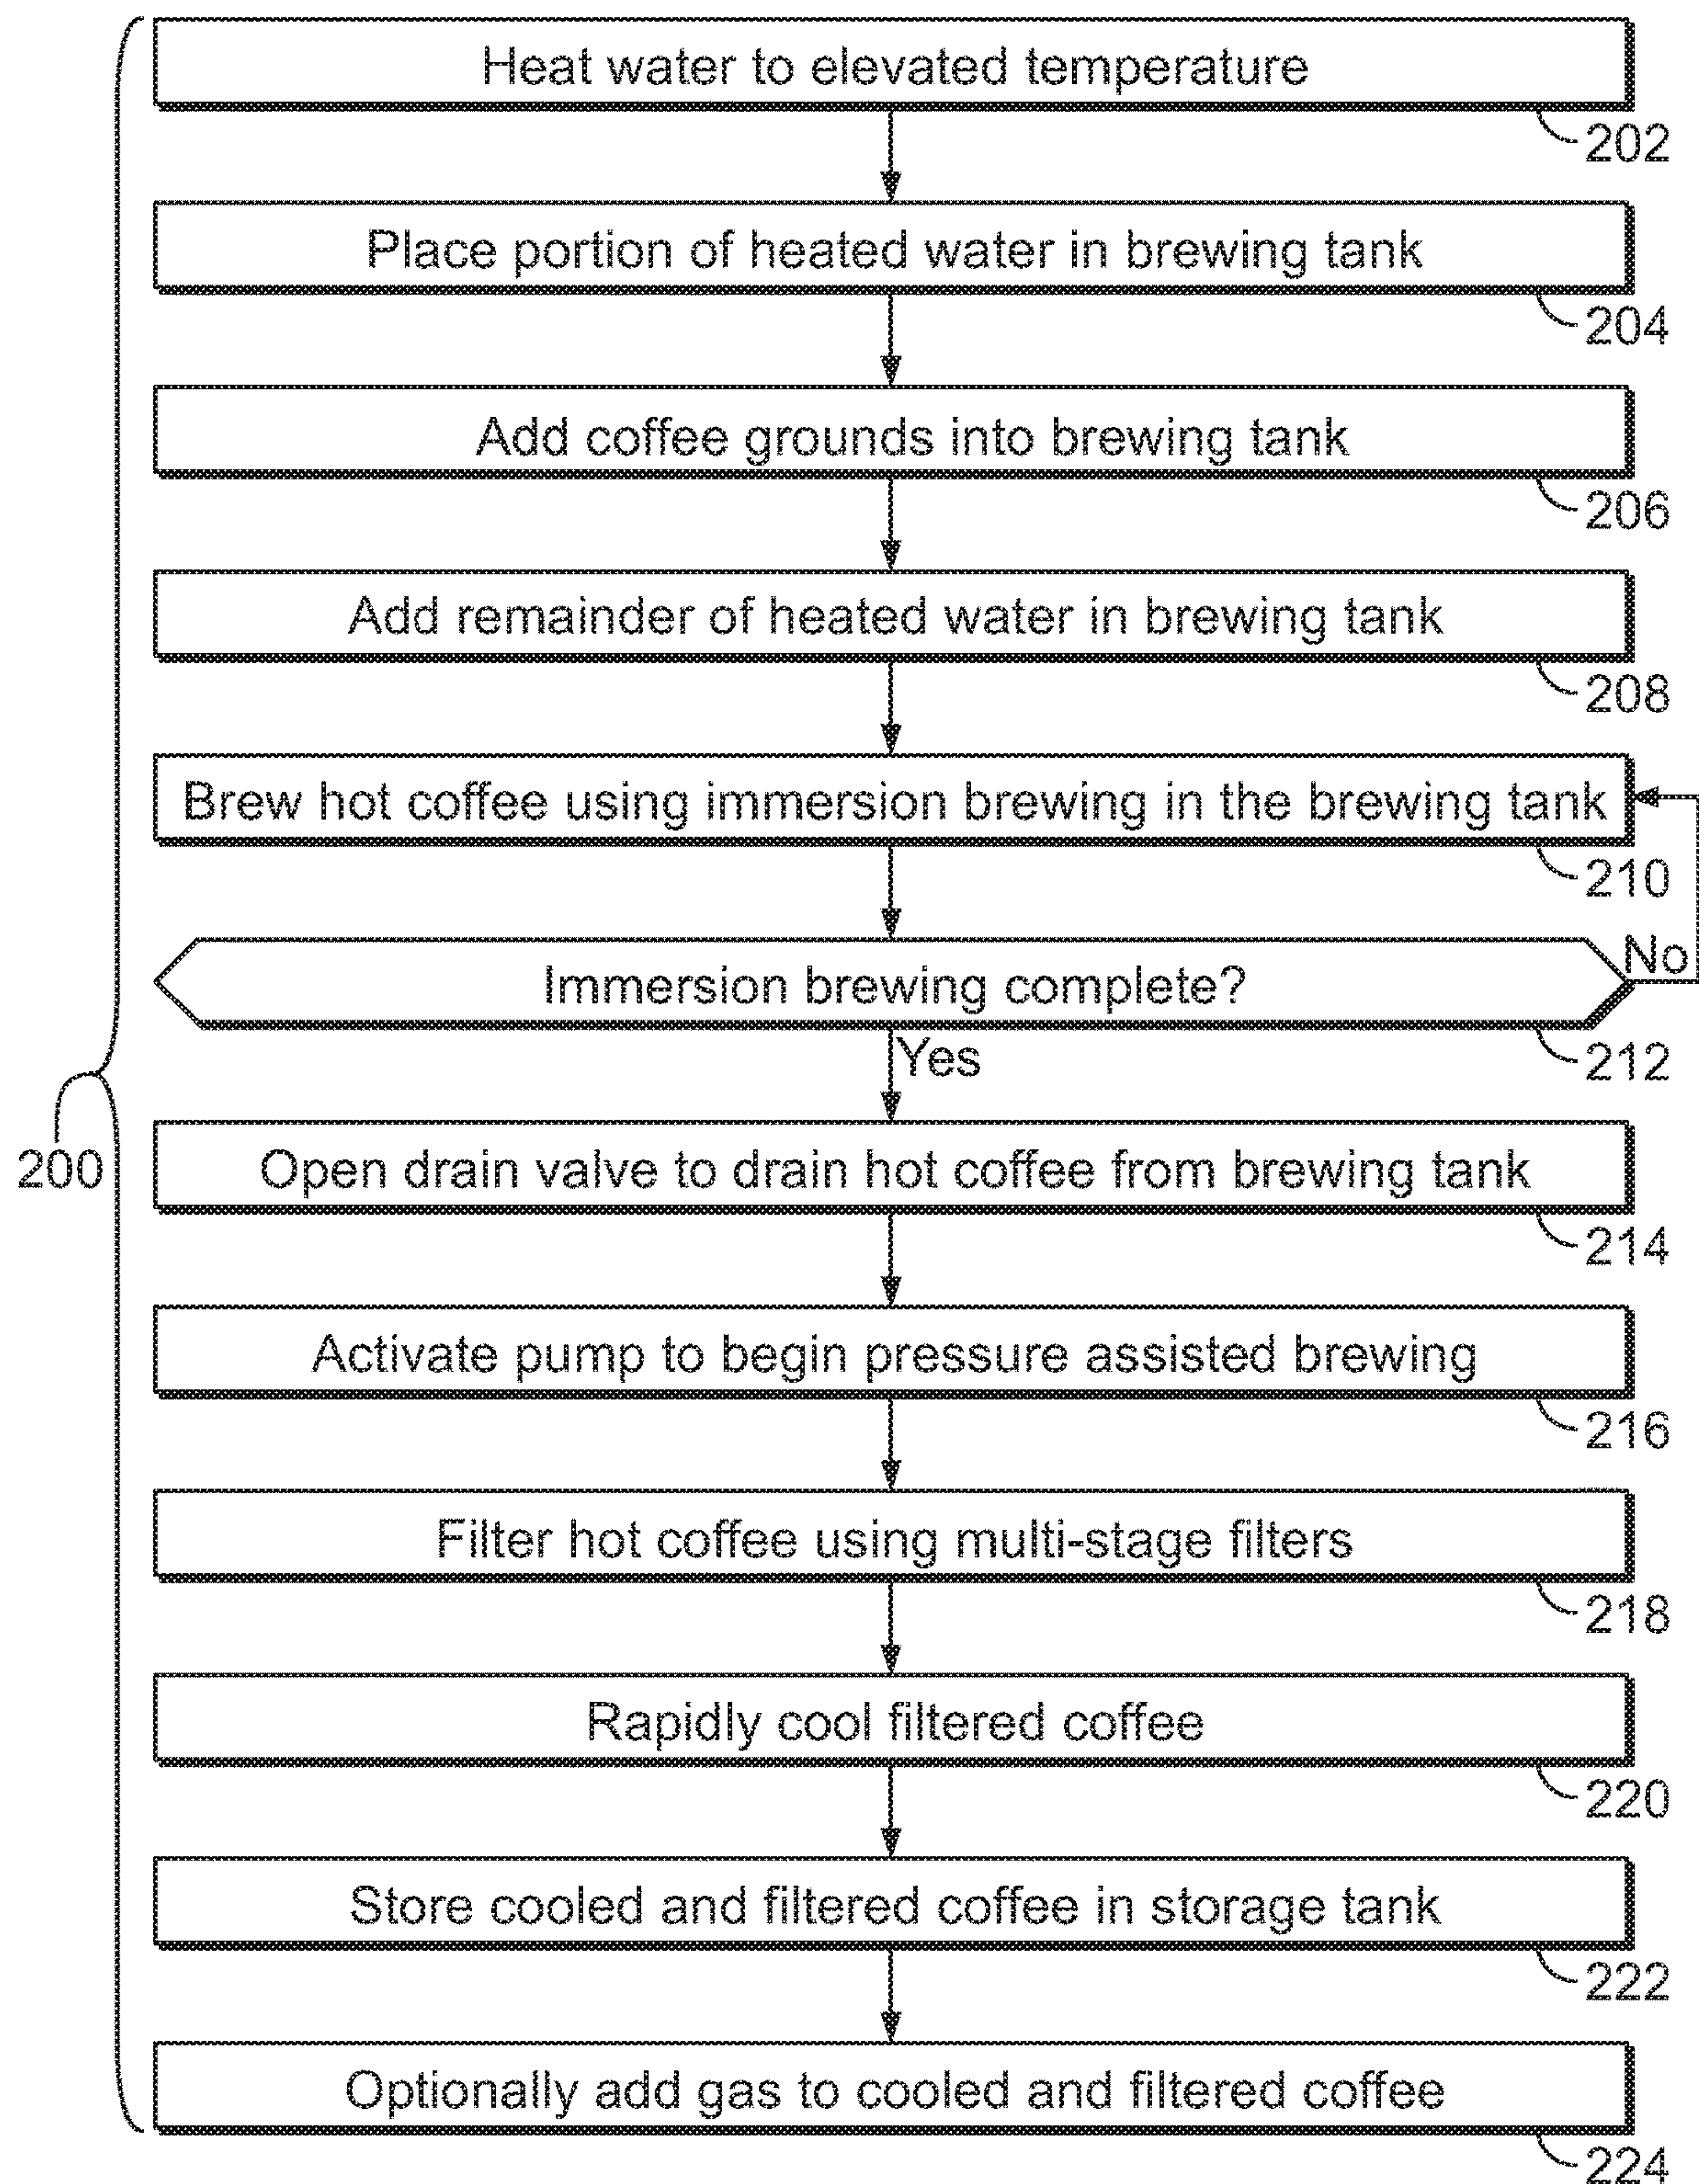 Heat water to elevated temperature
202
Place portion of heated water in brewing tank
204
Add coffee grounds into brewing tank
206
Add remainder of heated water in brewing tank
208
Brew hot coffee using immersion brewing in the brewing tank
210
No
Immersion brewing complete?
212
Yes
200
Open drain valve to drain hot coffee from brewing tank
214
Activate pump to begin pressure assisted brewing
216
Filter hot coffee using multi-stage filters
218
Rapidly cool filtered coffee
220
Store cooled and filtered coffee in storage tank
222
Optionally add gas to cooled and filtered coffee
224